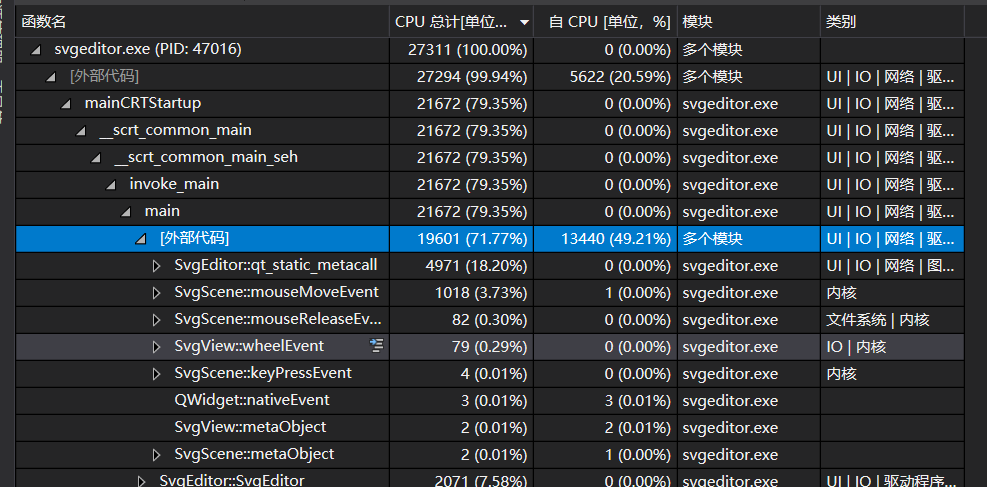 函数名 CPU 总计[单位... 自 CPU [单位，%] 模块 类别
svgeditor.exe (PID: 47016) 27311 (100.00%) 0 (0.00%) 多个模块
[外部代码] 27294 (99.94%) 5622 (20.59%) 多个模块 UI | IO | 网络 | 驱...
mainCRTStartup 21672 (79.35%) 0 (0.00%) svgeditor.exe UI | IO | 网络 | 驱...
__scrt_common_main 21672 (79.35%) 0 (0.00%) svgeditor.exe UI | IO | 网络 | 驱...
__scrt_common_main_seh 21672 (79.35%) 0 (0.00%) svgeditor.exe UI | IO | 网络 | 驱...
invoke_main 21672 (79.35%) 0 (0.00%) svgeditor.exe UI | IO | 网络 | 驱...
main 21672 (79.35%) 0 (0.00%) svgeditor.exe UI | IO | 网络 | 驱...
[外部代码] 19601 (71.77%) 13440 (49.21%) 多个模块 UI | IO | 网络 | 驱...
SvgEditor::qt_static_metacall 4971 (18.20%) 0 (0.00%) svgeditor.exe UI | IO | 网络 | 图...
SvgScene::mouseMoveEvent 1018 (3.73%) 1 (0.00%) svgeditor.exe 内核
SvgScene::mouseReleaseEv... 82 (0.30%) 0 (0.00%) svgeditor.exe 文件系统 | 内核
SvgView::wheelEvent 79 (0.29%) 0 (0.00%) svgeditor.exe IO | 内核
SvgScene::keyPressEvent 4 (0.01%) 0 (0.00%) svgeditor.exe 内核
QWidget::nativeEvent 3 (0.01%) 3 (0.01%) svgeditor.exe
SvgView::metaObject 2 (0.01%) 2 (0.01%) svgeditor.exe
SvgScene::metaObject 2 (0.01%) 1 (0.00%) svgeditor.exe
SvgEditor::SvgEditor 2071 (7.58%) 0 (0.00%) svgeditor.exe UI | IO | 驱动程序...